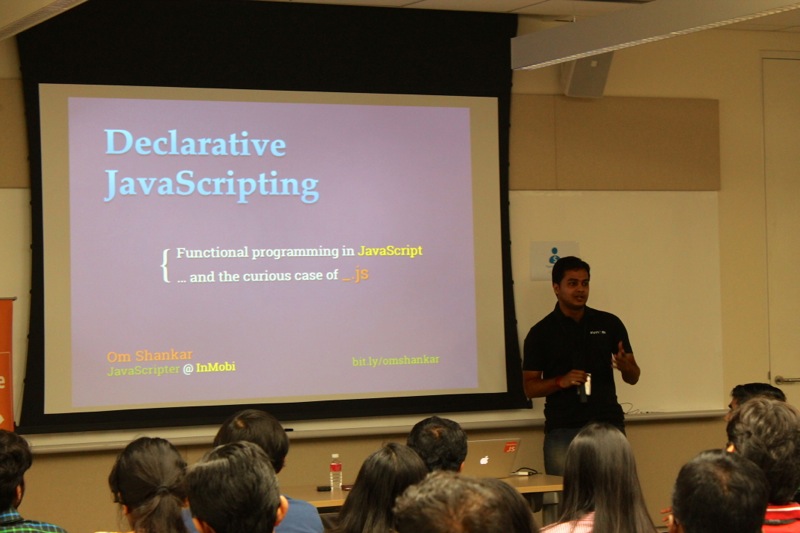 Declarative
JavaScripting
{ Functional programming in JavaScript
... and the curious case of _.js
Om Shankar
JavaScripter @ InMobi
bit.ly/omshankar
JS
e